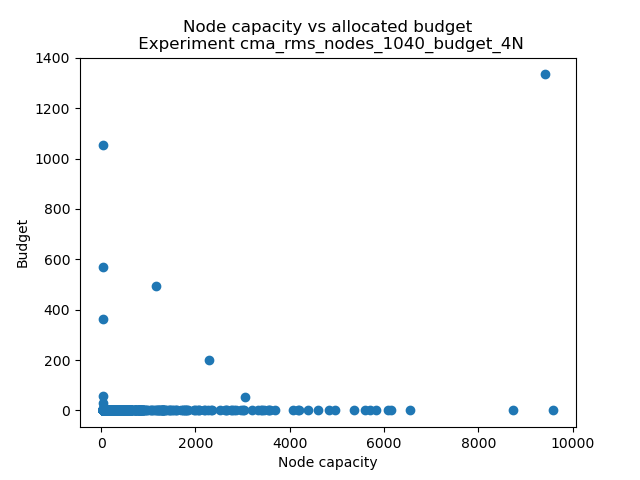 Node capacity vs allocated budget
Experiment cma_rms_nodes_1040_budget_4N
1400
1200
1000
800
600
400
200
0
Budget
0 2000 4000 6000 8000 10000
Node capacity